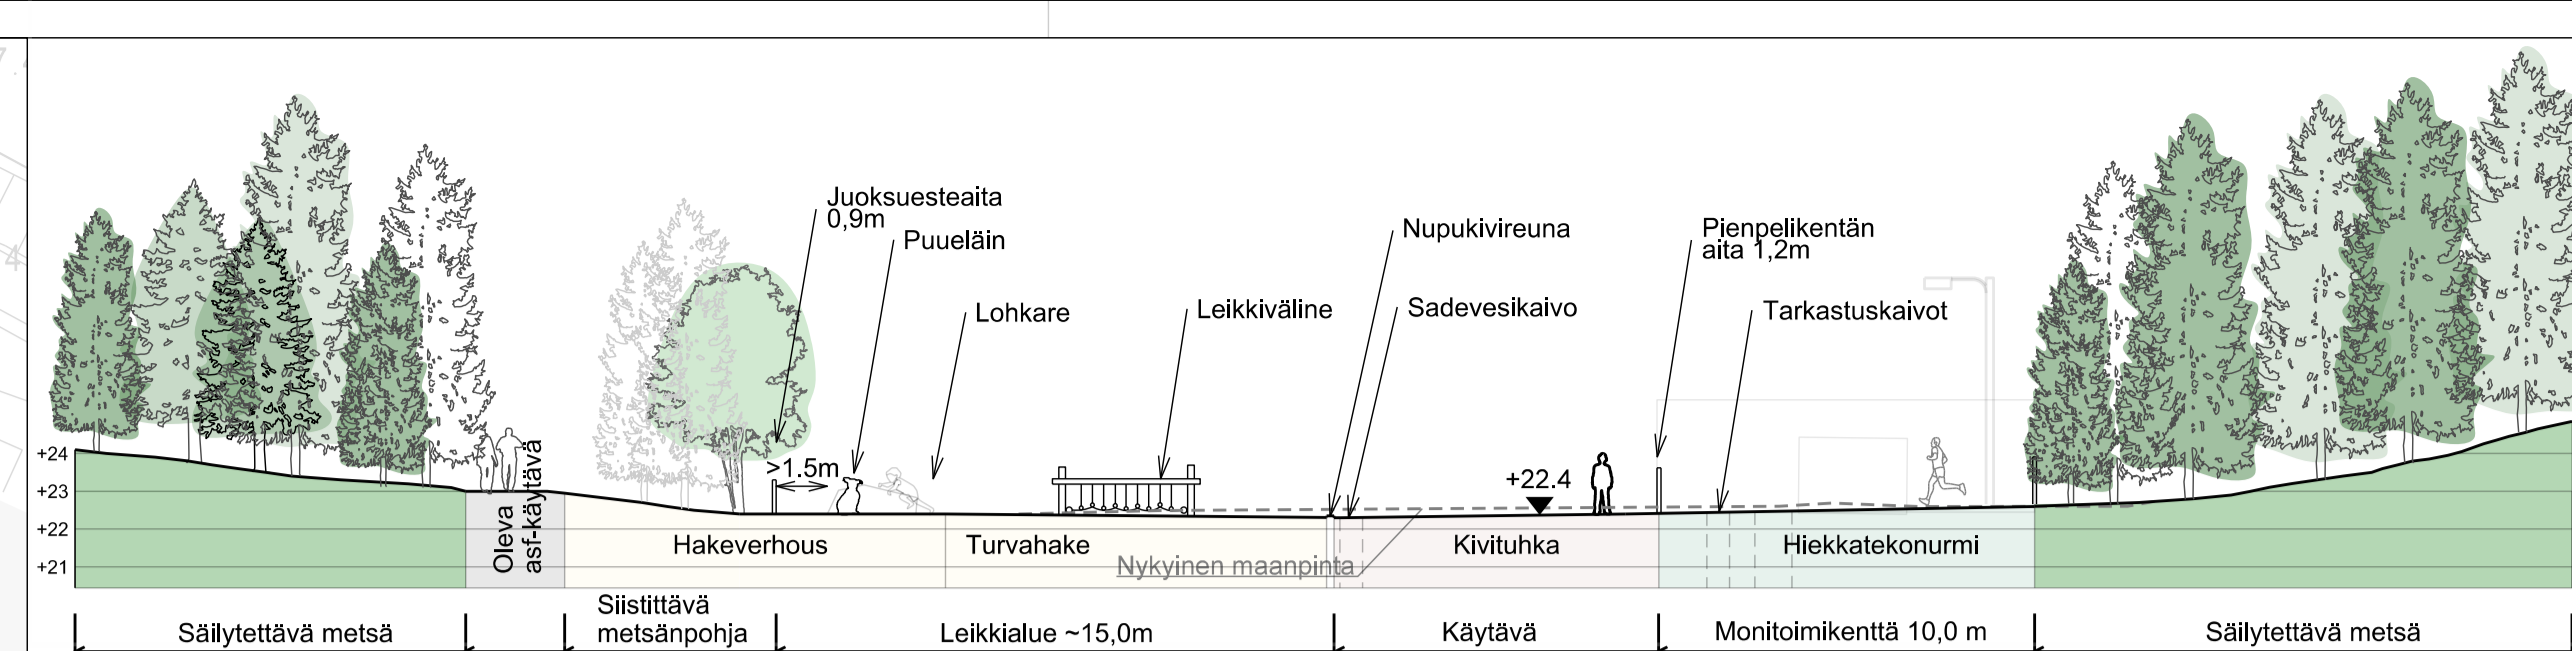 Juoksuesteaita
0,9m
Puueläin
Lohkare
Leikkiväline
Nupukivireuna
Sadevesikaivo
Pienpelikentän
aita 1,2m
Tarkastuskaivot
>1.5m
+22.4
+24
+23
+22
+21
Oleva
asf-käytävä
Hakeverhous
Turvahake
Nykyinen maanpinta
Kivituhka
Hiekkatekonurmi
Säilytettävä metsä
Siistittävä
metsänpohja
Leikkialue ~15,0m
Käytävä
Monitoimikenttä 10,0 m
Säilytettävä metsä